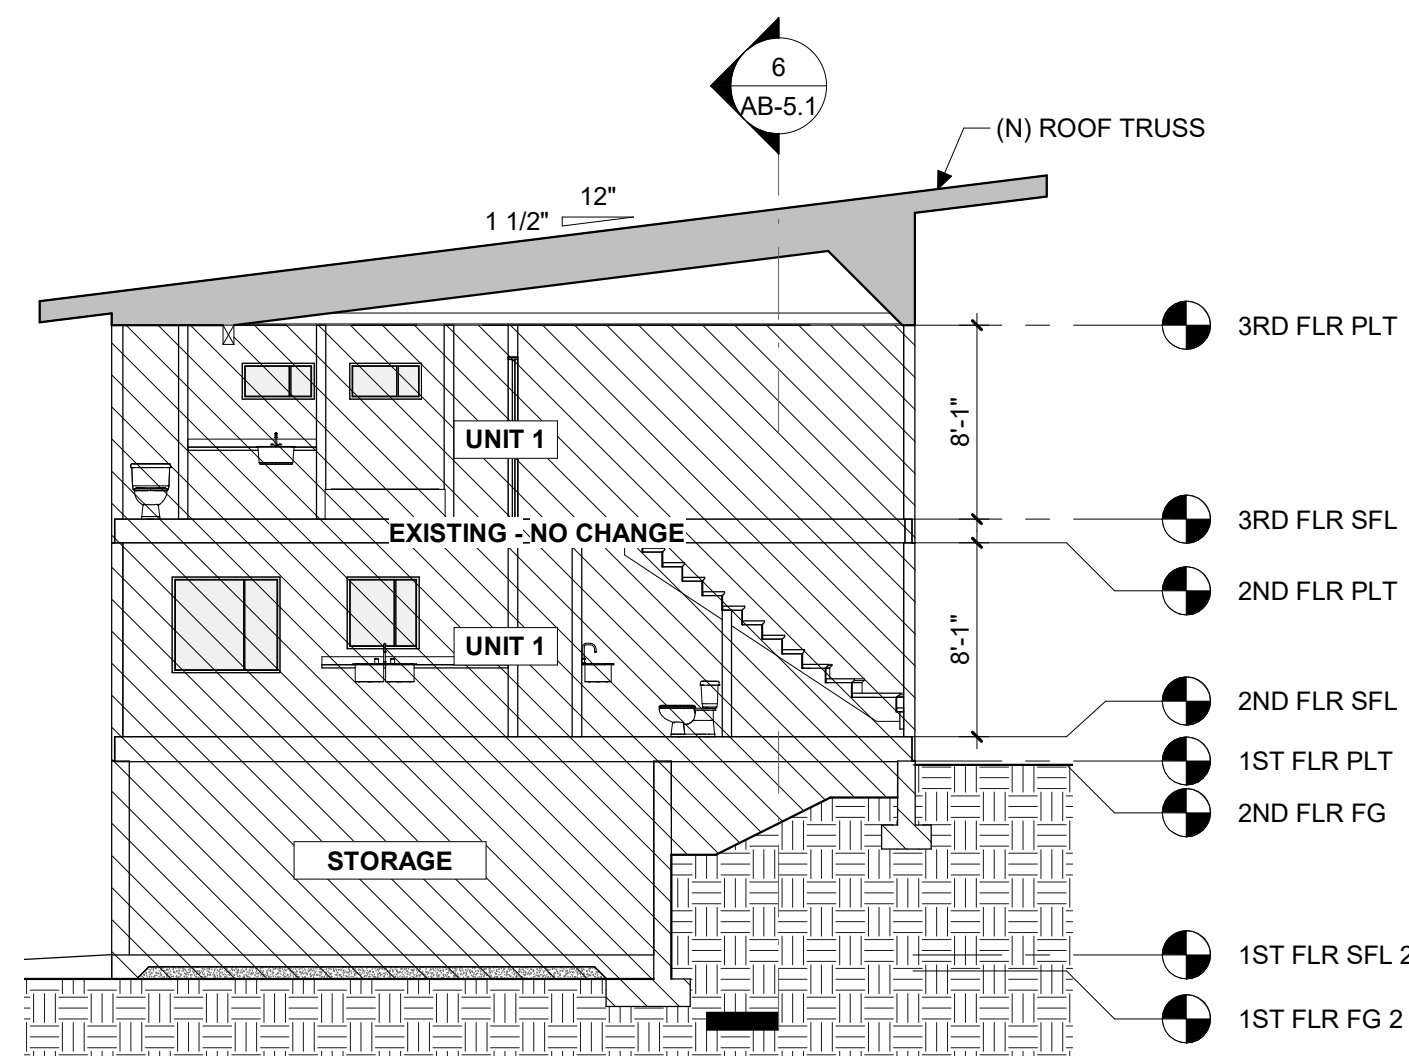 6
AB-5.1
(N) ROOF TRUSS
12"
1 1/2"
3RD FLR PLT
8'-1"
UNIT 1
3RD FLR SFL
EXISTING - NO CHANGE
2ND FLR PLT
8'-1"
UNIT 1
2ND FLR SFL
1ST FLR PLT
2ND FLR FG
STORAGE
1ST FLR SFL 2
1ST FLR FG 2